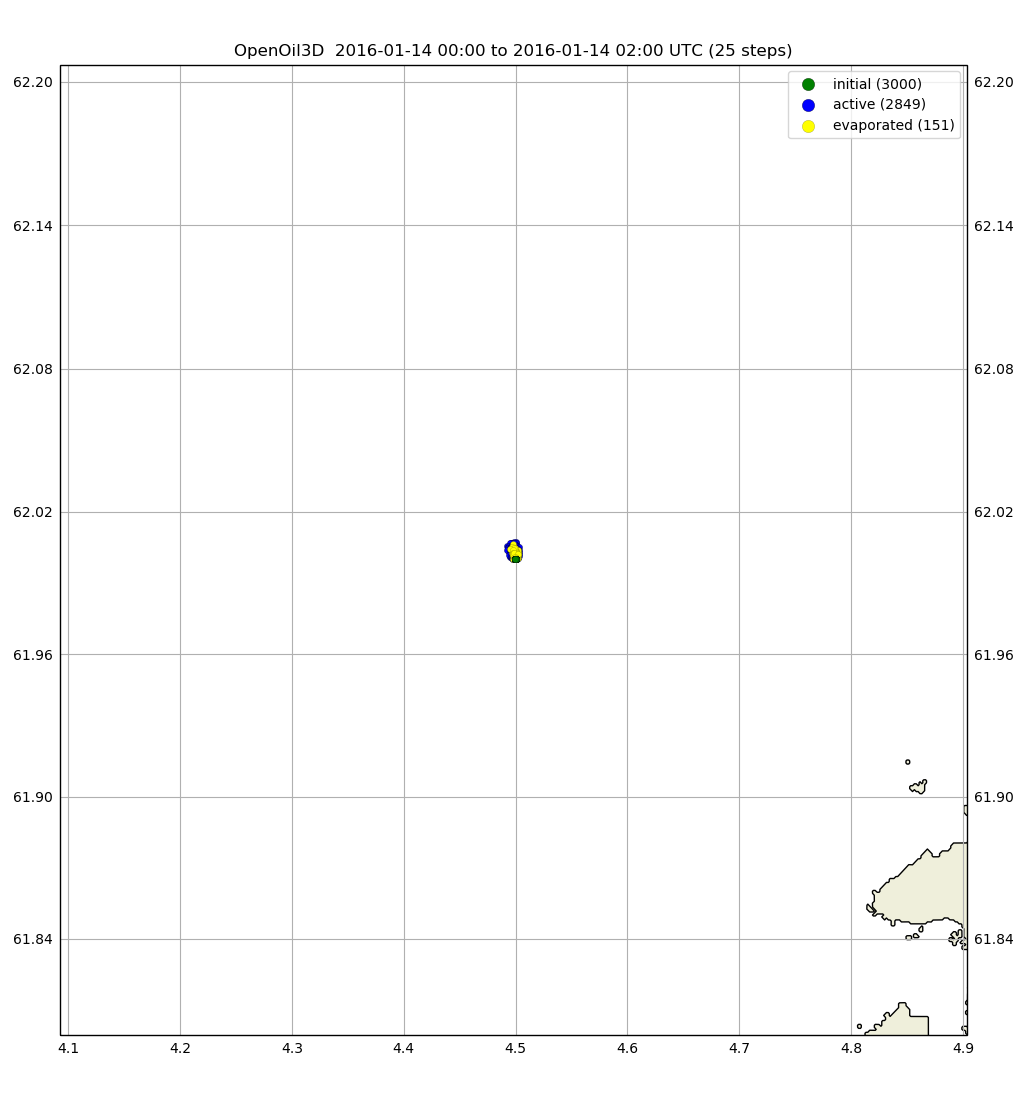 OpenOil3D  2016-01-14 00:00 to 2016-01-14 02:00 UTC (25 steps)
initial (3000)
active (2849)
evaporated (151)
62.20 62.20
62.14 62.14
62.08 62.08
62.02 62.02
61.96 61.96
61.90 61.90
61.84 61.84
4.1 4.2 4.3 4.4 4.5 4.6 4.7 4.8 4.9